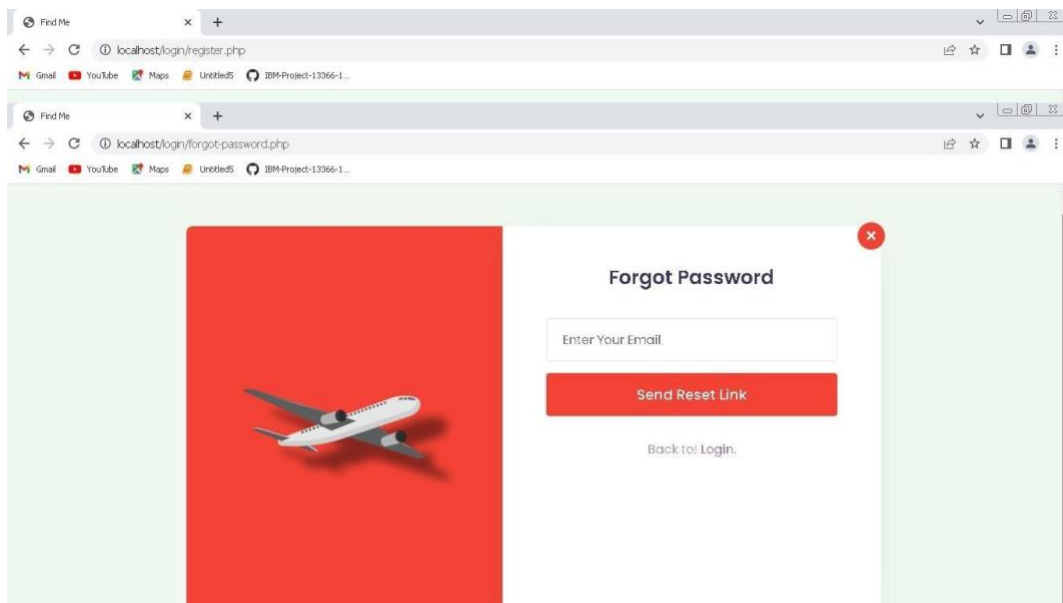 Find Me
localhost/login/register.php
Gmail YouTube Maps Untitled5 IBM-Project-13366-1...
Find Me
localhost/login/forgot-password.php
Gmail YouTube Maps Untitled5 IBM-Project-13366-1...
Forgot Password
Enter Your Email
Send Reset Link
Back to! Login.